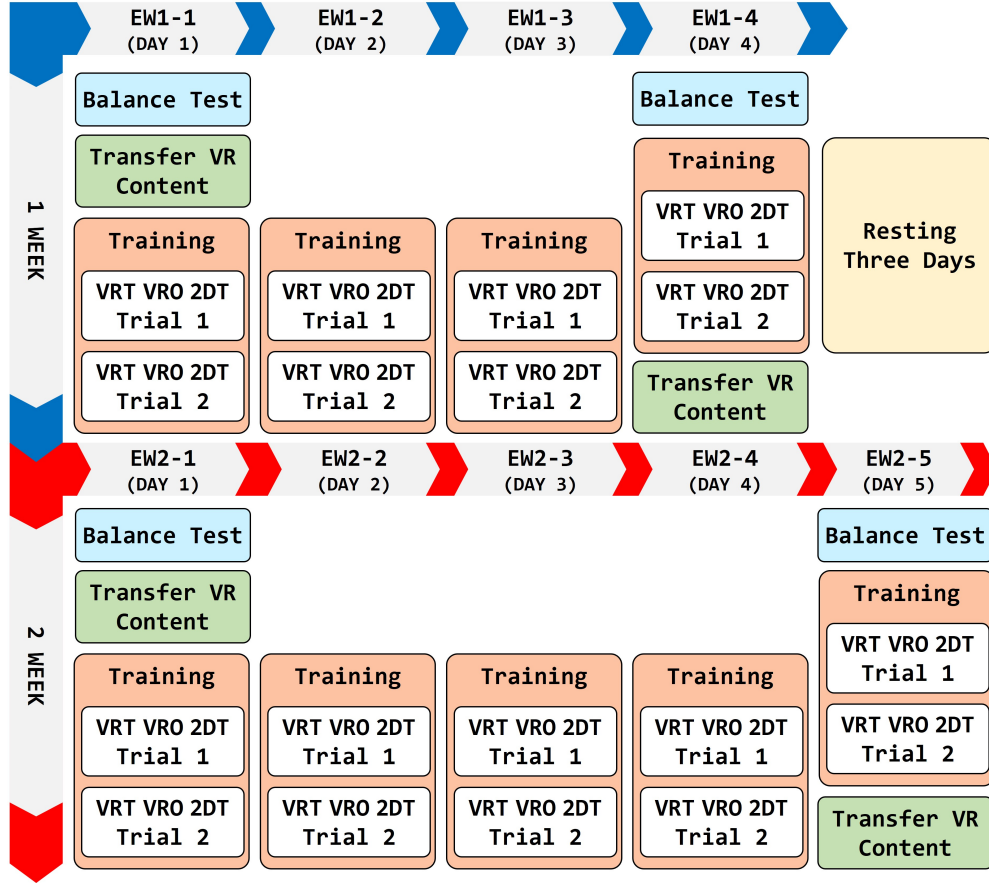 EW1-1
(DAY 1)
EW1-2
(DAY 2)
EW1-3
(DAY 3)
EW1-4
(DAY 4)
1 WEEK
Balance Test
Transfer VR
Content
Training
VRT VRO 2DT
Trial 1
VRT VRO 2DT
Trial 2
Training
VRT VRO 2DT
Trial 1
VRT VRO 2DT
Trial 2
Training
VRT VRO 2DT
Trial 1
VRT VRO 2DT
Trial 2
Balance Test
Training
VRT VRO 2DT
Trial 1
VRT VRO 2DT
Trial 2
Transfer VR
Content
Resting
Three Days
EW2-1
(DAY 1)
EW2-2
(DAY 2)
EW2-3
(DAY 3)
EW2-4
(DAY 4)
EW2-5
(DAY 5)
2 WEEK
Balance Test
Transfer VR
Content
Training
VRT VRO 2DT
Trial 1
VRT VRO 2DT
Trial 2
Training
VRT VRO 2DT
Trial 1
VRT VRO 2DT
Trial 2
Training
VRT VRO 2DT
Trial 1
VRT VRO 2DT
Trial 2
Training
VRT VRO 2DT
Trial 1
VRT VRO 2DT
Trial 2
Balance Test
Training
VRT VRO 2DT
Trial 1
VRT VRO 2DT
Trial 2
Transfer VR
Content